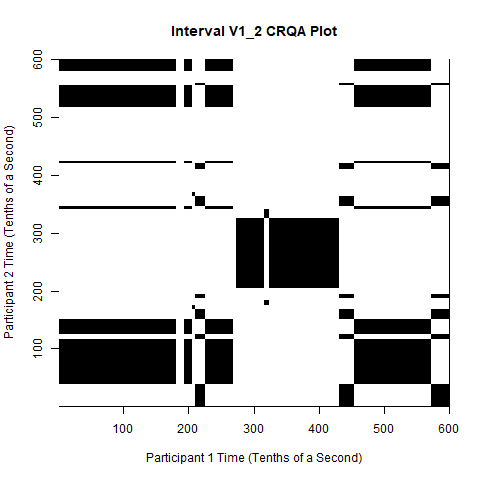 Interval V1_2 CRQA Plot
Participant 2 Time (Tenths of a Second)
600
500
400
300
200
100
100 200 300 400 500 600
Participant 1 Time (Tenths of a Second)